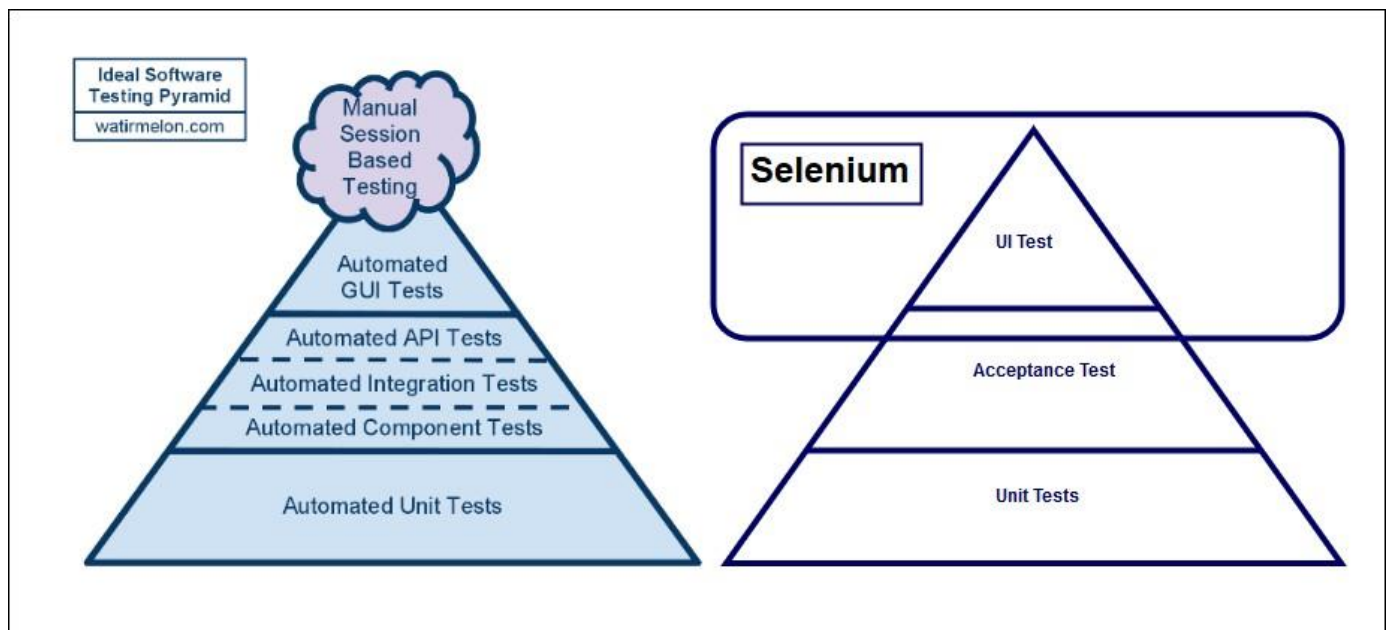 Ideal Software
Testing Pyramid
watirmelon.com
Manual
Session
Based
Testing
Automated
GUI Tests
Automated API Tests
Automated Integration Tests
Automated Component Tests
Automated Unit Tests
Selenium
UI Test
Acceptance Test
Unit Tests